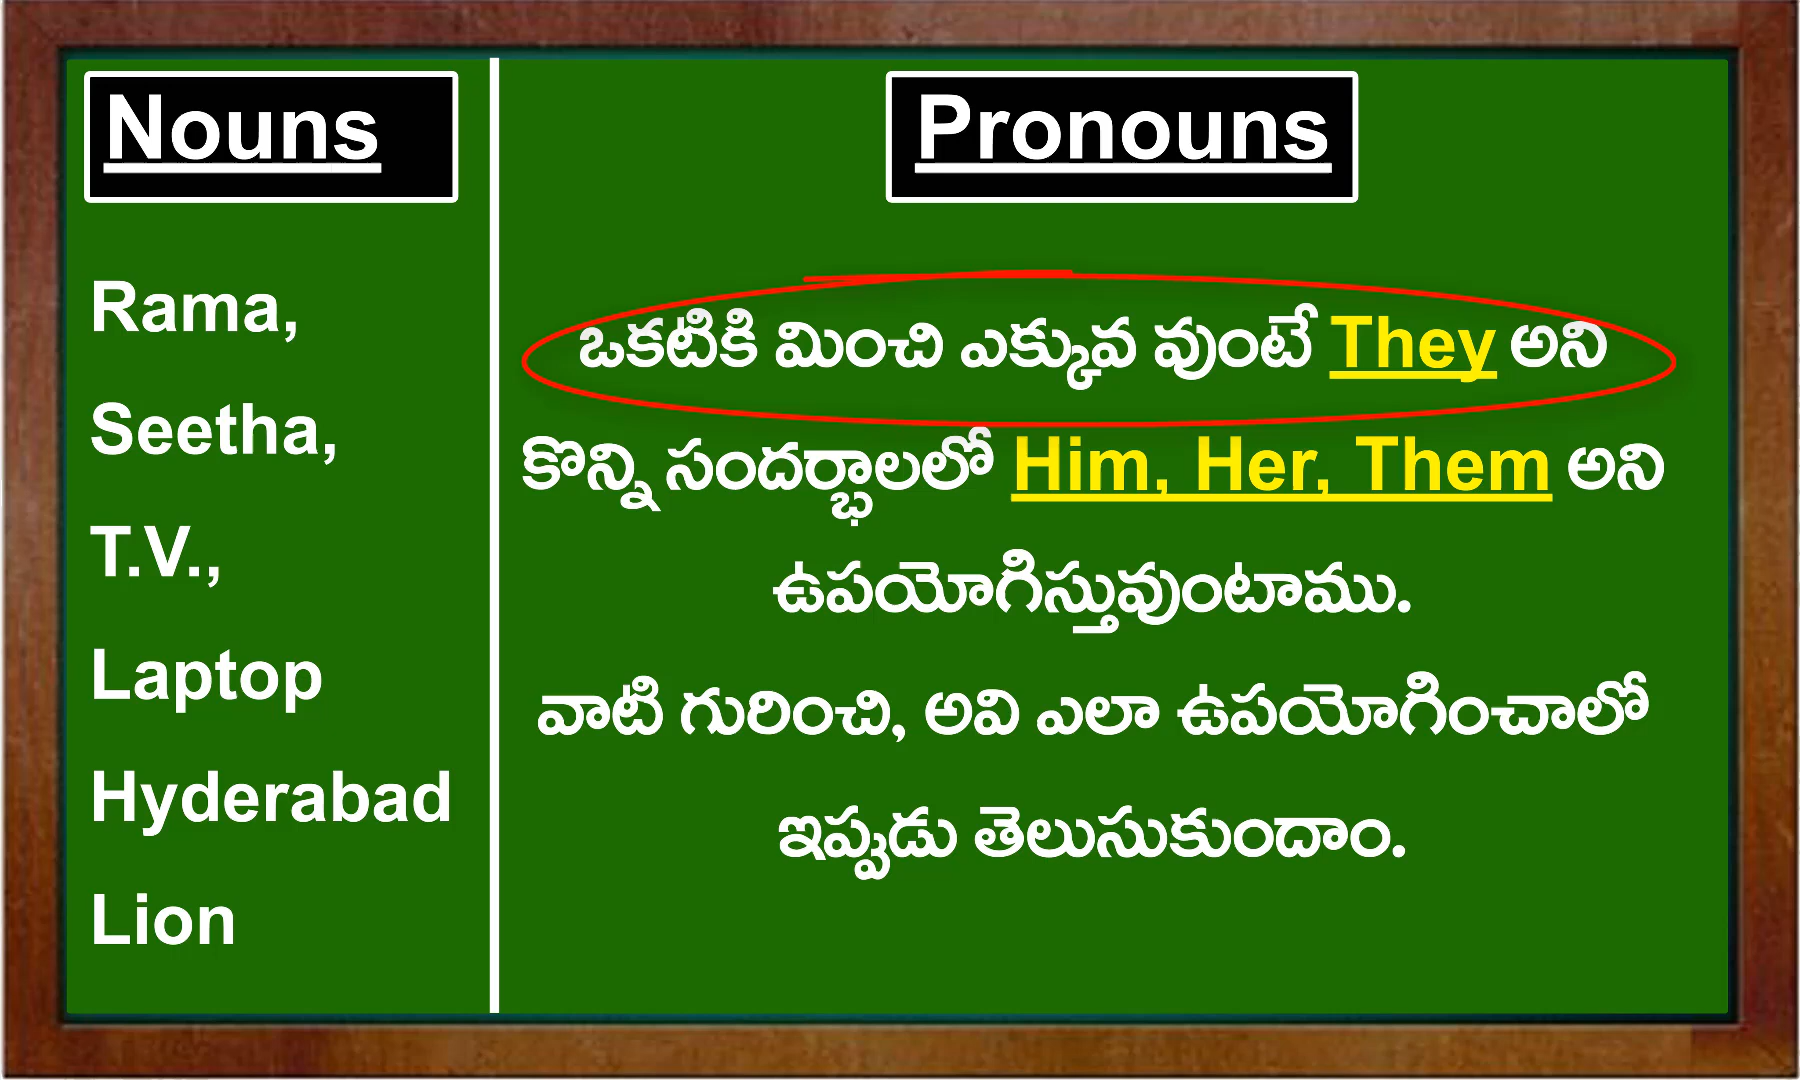 Nouns
Rama,
Seetha,
T.V.,
Laptop
Hyderabad
Lion
Pronouns
ఒకటికి మించి ఎక్కువ వుంటే They అని
కొన్ని సందర్భాలలో Him, Her, Them అని
ఉపయోగిస్తువుంటాము.
వాటి గురించి, అవి ఎలా ఉపయోగించాలో
ఇప్పుడు తెలుసుకుందాం.